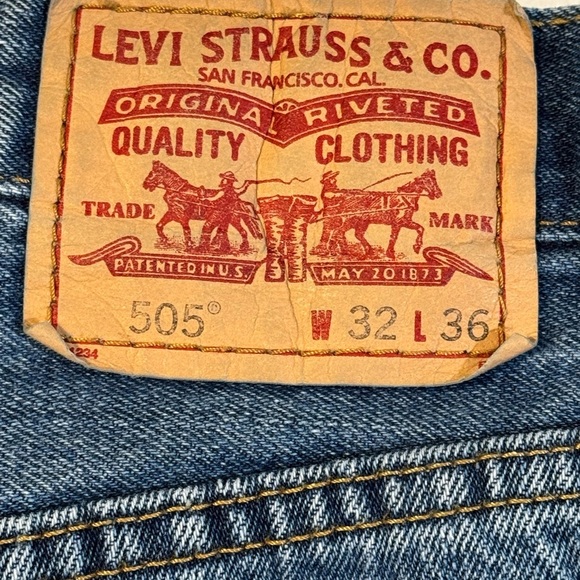 LEVI STRAUSS & CO.
SAN FRANCISCO, CAL.
ORIGINAL RIVETED
QUALITY CLOTHING
TRADE MARK
PATENTED IN U.S. MAY 20 1873
505® W 32 L 36
1234